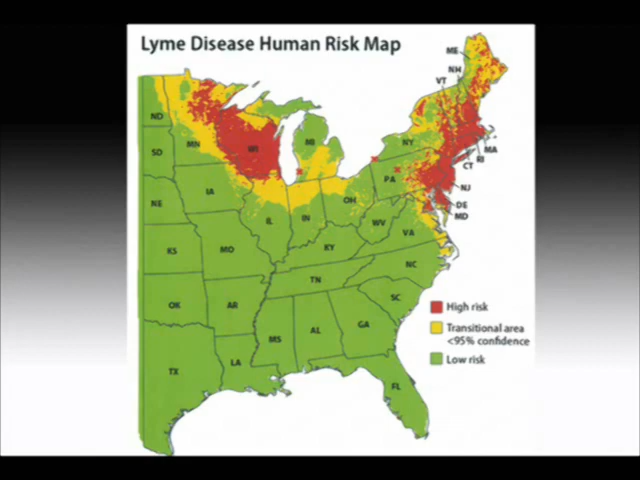 Lyme Disease Human Risk Map
ME
NH
VT
ND
MN
WI
MI
NY
MA
RI
CT
SD
PA
NJ
IA
OH
DE
MD
NE
IL
IN
WV
VA
KS
MO
KY
NC
TN
OK
AR
SC
MS
AL
GA
High risk
Transitional area
<95% confidence
Low risk
TX
LA
FL